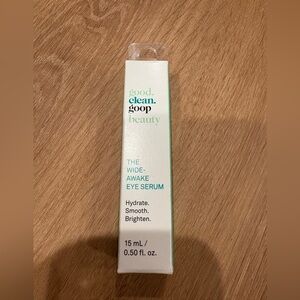 good.
clean.
goop
beauty
THE
WIDE-
AWAKE
EYE SERUM
Hydrate.
Smooth.
Brighten.
15 mL /
0.50 fl. oz.